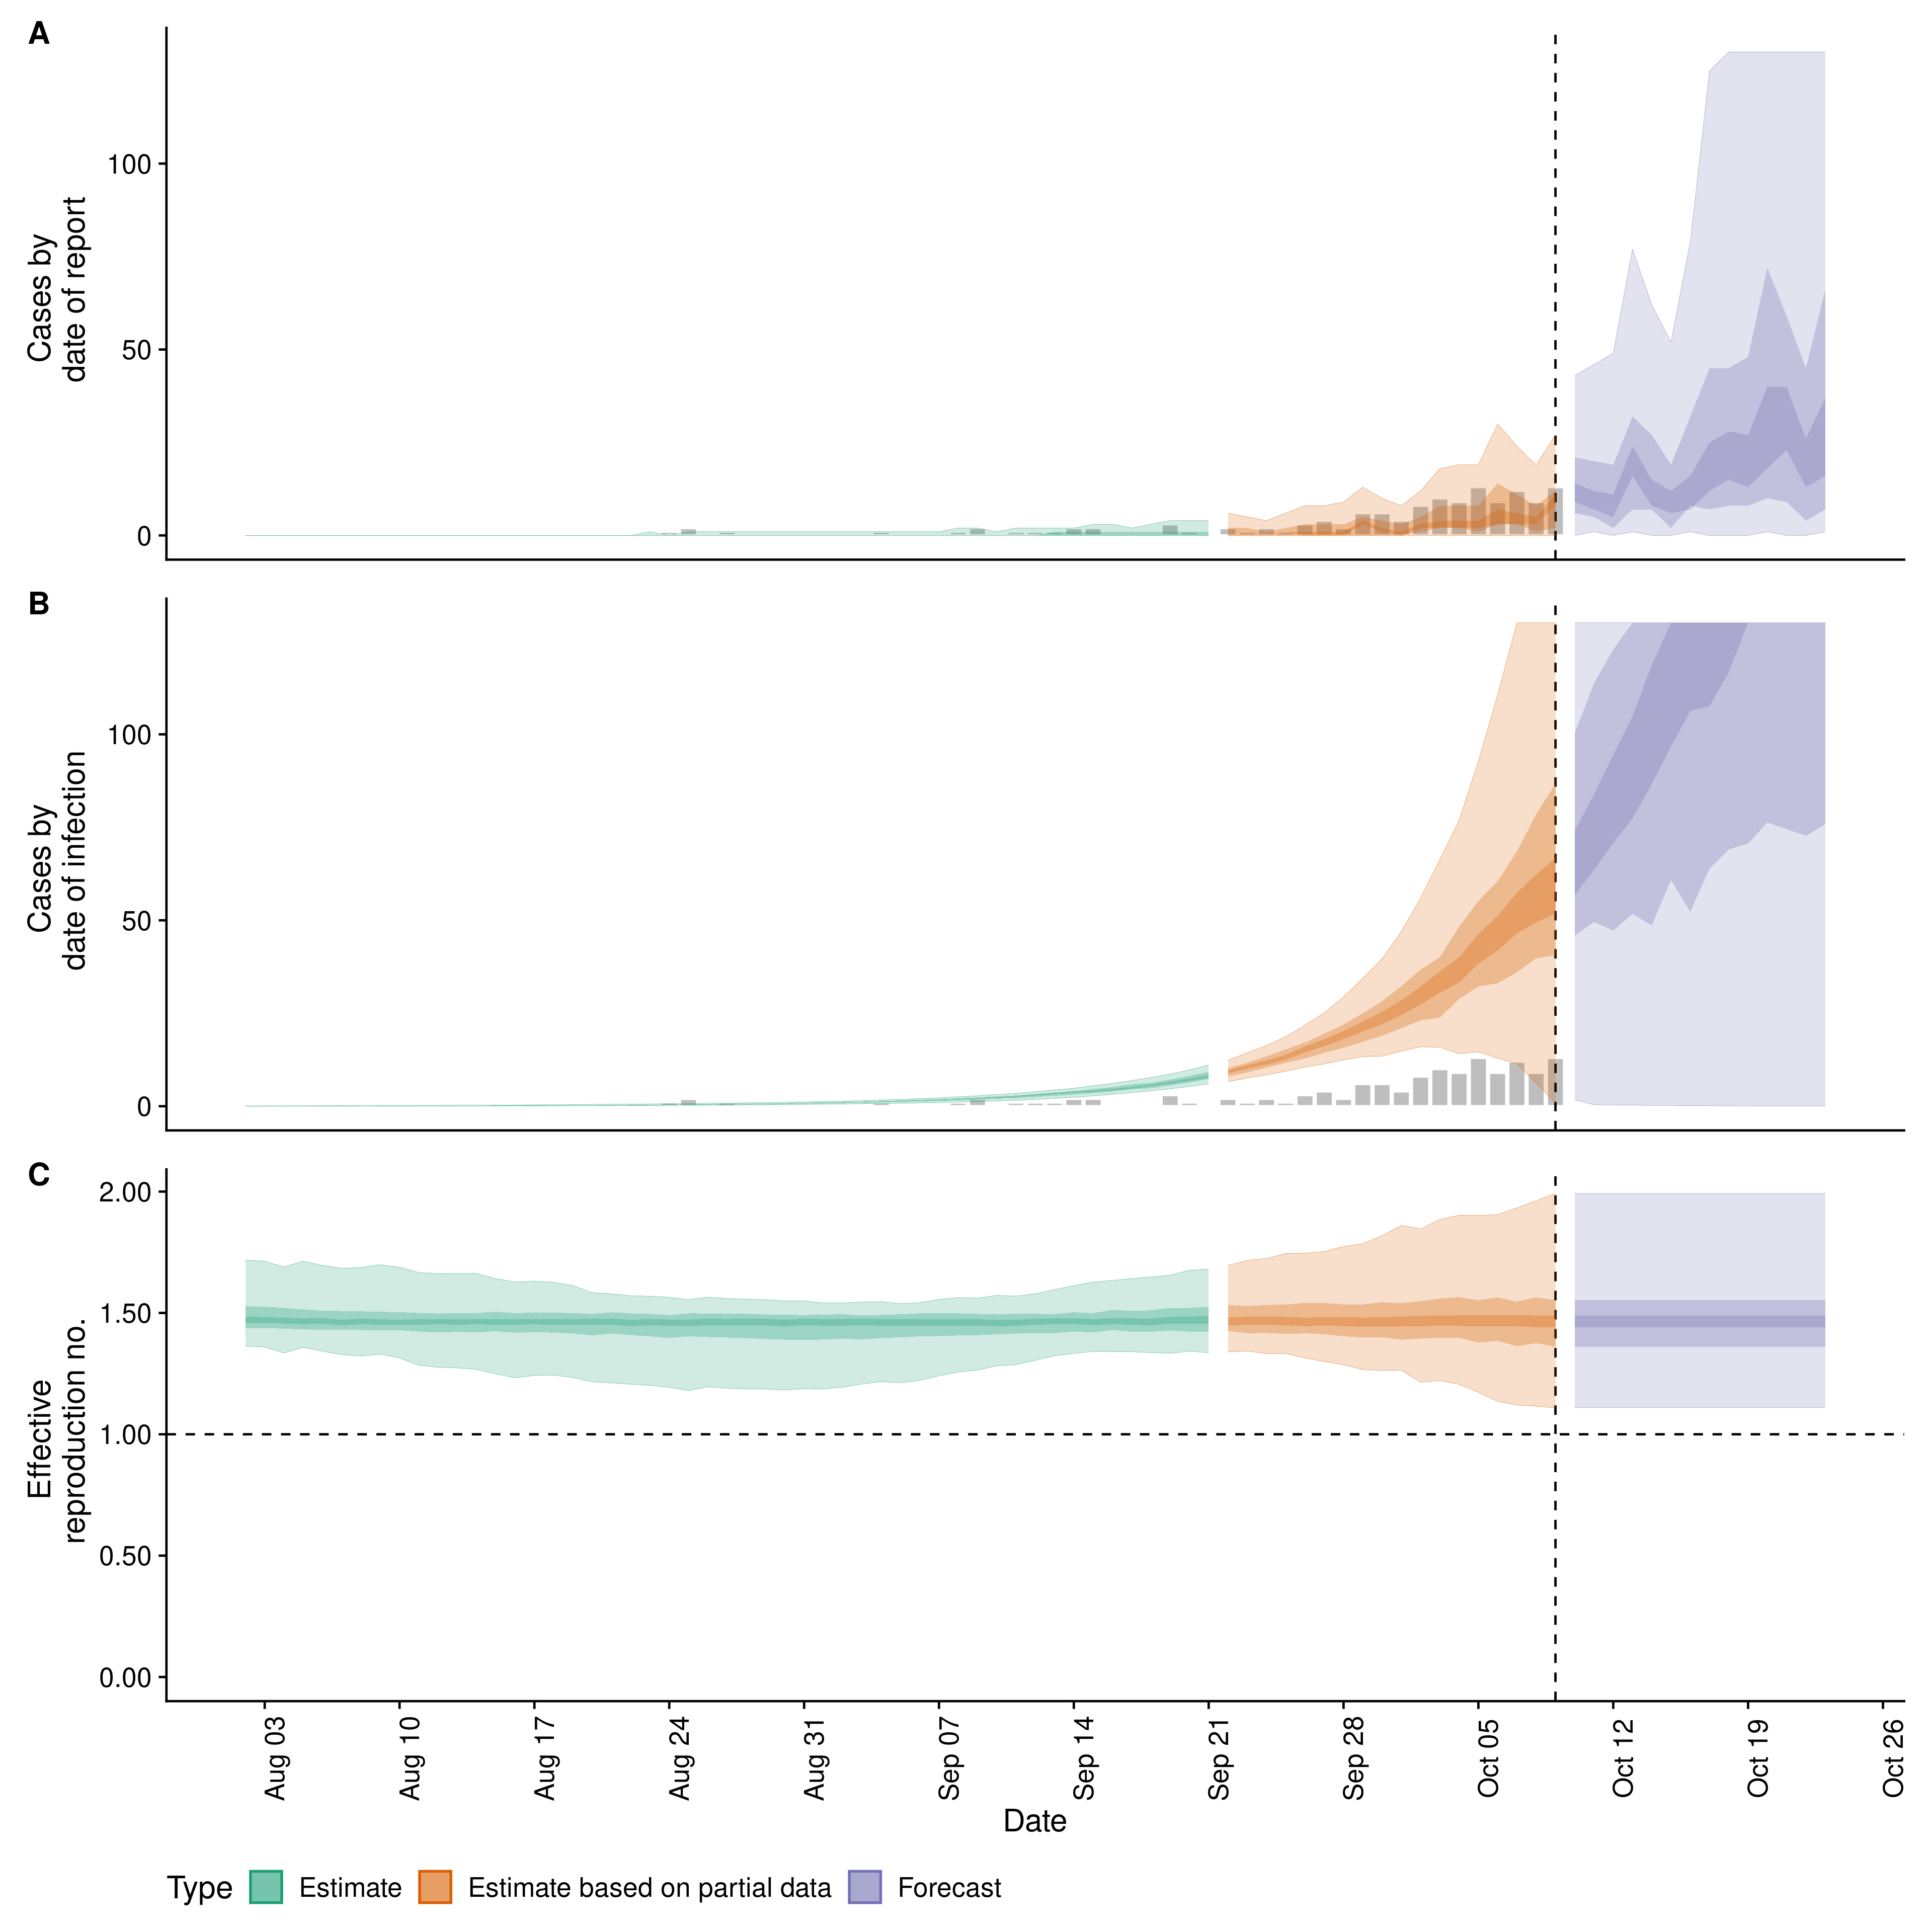 A
Cases by
date of report
100
50
0
B
Cases by
date of infection
100
50
0
C
Effective
reproduction no.
2.00
1.50
1.00
0.50
0.00
Aug 03
Aug 10
Aug 17
Aug 24
Aug 31
Sep 07
Sep 14
Sep 21
Sep 28
Oct 05
Oct 12
Oct 19
Oct 26
Date
Type Estimate Estimate based on partial data Forecast